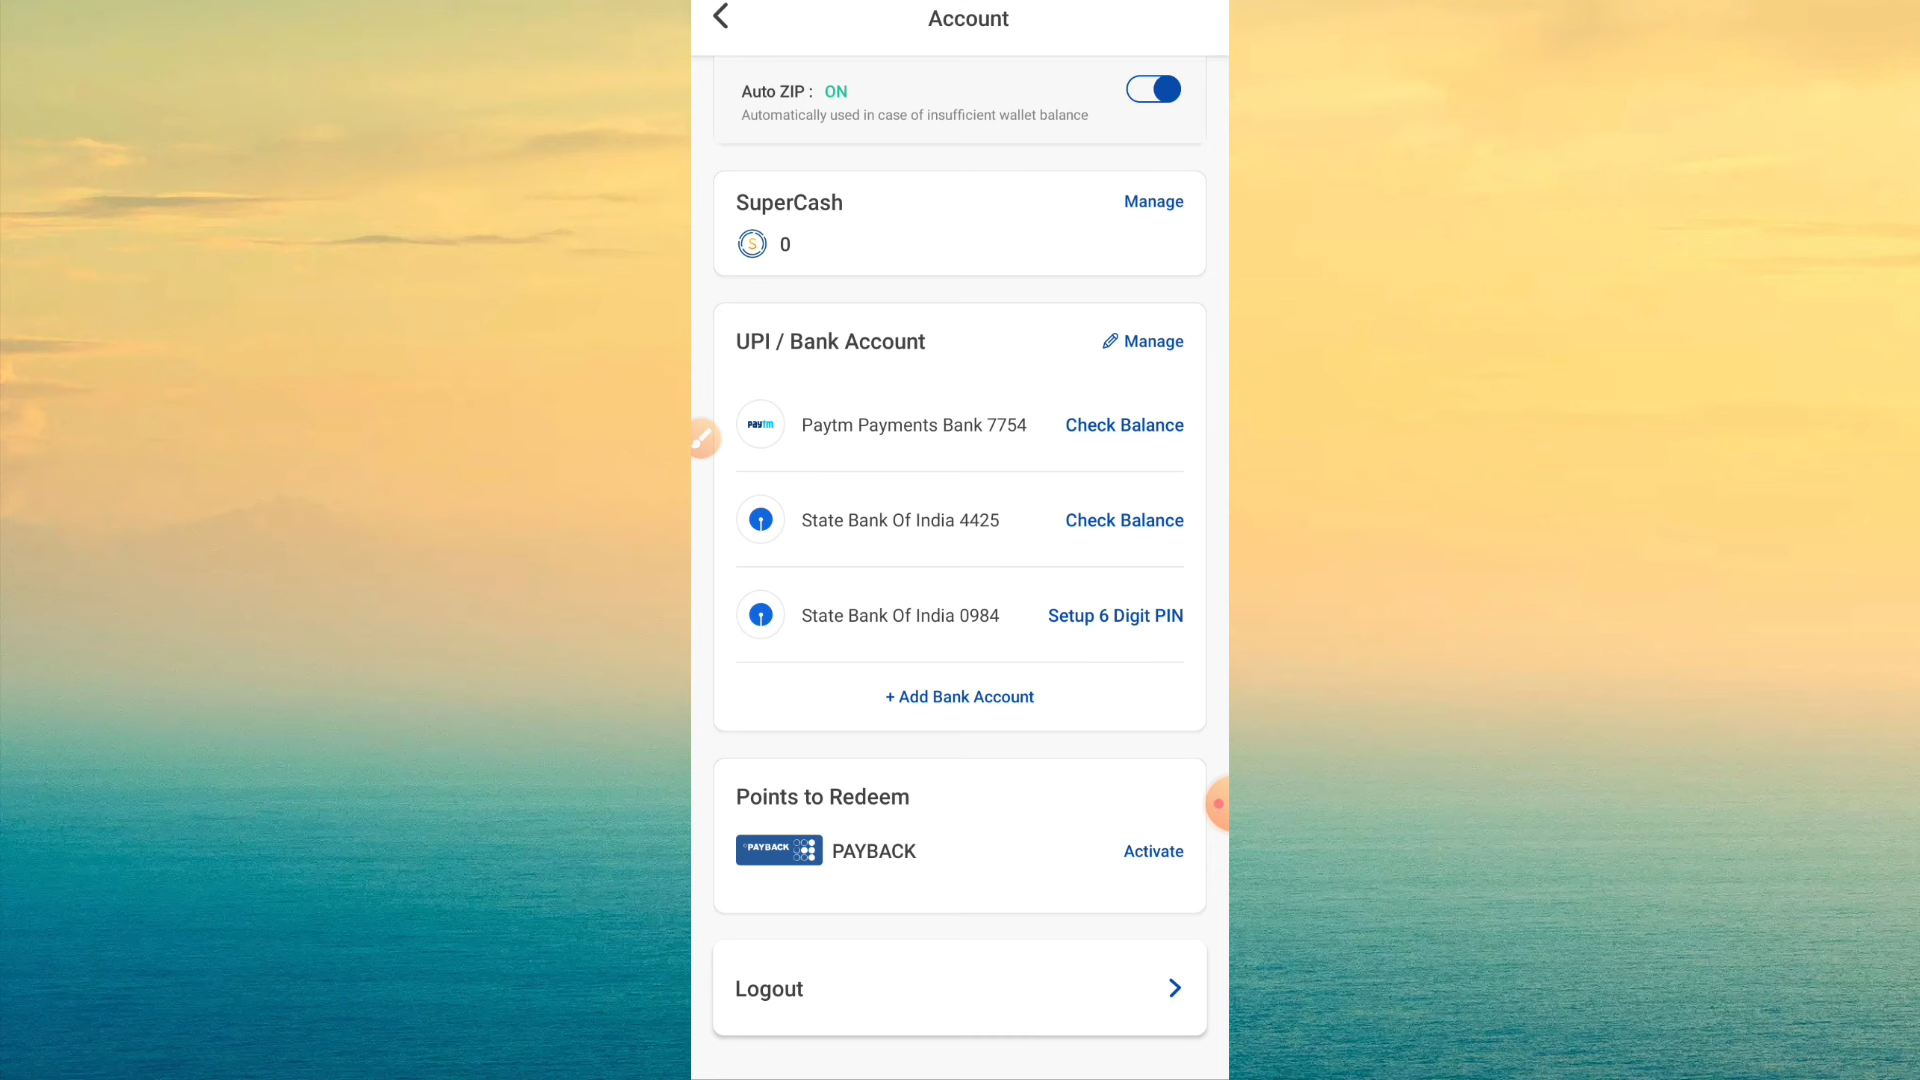 Account
Auto ZIP : ON
Automatically used in case of insufficient wallet balance
SuperCash
Manage
S 0
UPI / Bank Account
Manage
paytm Paytm Payments Bank 7754 Check Balance
State Bank Of India 4425 Check Balance
State Bank Of India 0984 Setup 6 Digit PIN
+ Add Bank Account
Points to Redeem
PAYBACK PAYBACK Activate
Logout